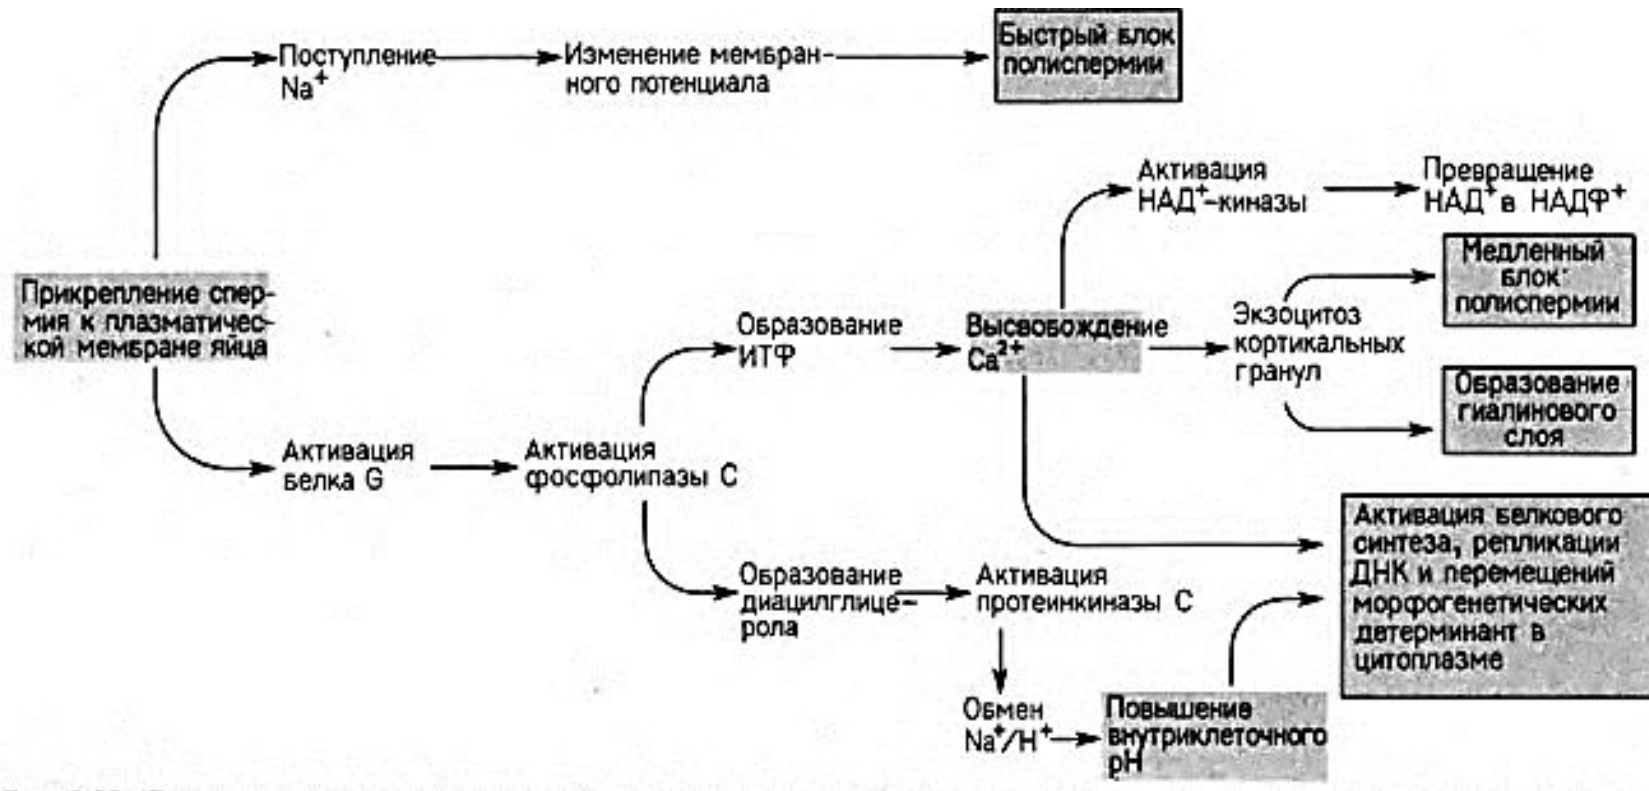 Поступление
Na⁺
Изменение мембран-
ного потенциала
Быстрый блок
полиспермии
Активация
НАД⁺-киназы
Превращение
НАД⁺ в НАДФ⁺
Медленный
блок
полиспермии
Прикрепление спер-
мия к плазматичес-
кой мембране яйца
Образование
ИТФ
Высвобождение
Ca²⁺
Экзоцитоз
кортикальных
гранул
Образование
гиалинового
слоя
Активация
белка G
Активация
фосфолипазы С
Активация белкового
синтеза, репликации
ДНК и перемещений
морфогенетических
детерминант в
цитоплазме
Образование
диацилглице-
рола
Активация
протеинкиназы С
Обмен
Na⁺/H⁺
Повышение
внутриклеточного
pH